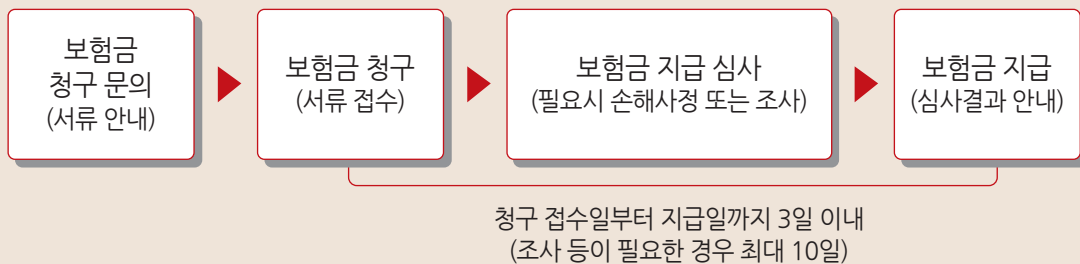 보험금
청구 문의
(서류 안내)
보험금 청구
(서류 접수)
보험금 지급 심사
(필요시 손해사정 또는 조사)
보험금 지급
(심사결과 안내)
청구 접수일부터 지급일까지 3일 이내
(조사 등이 필요한 경우 최대 10일)